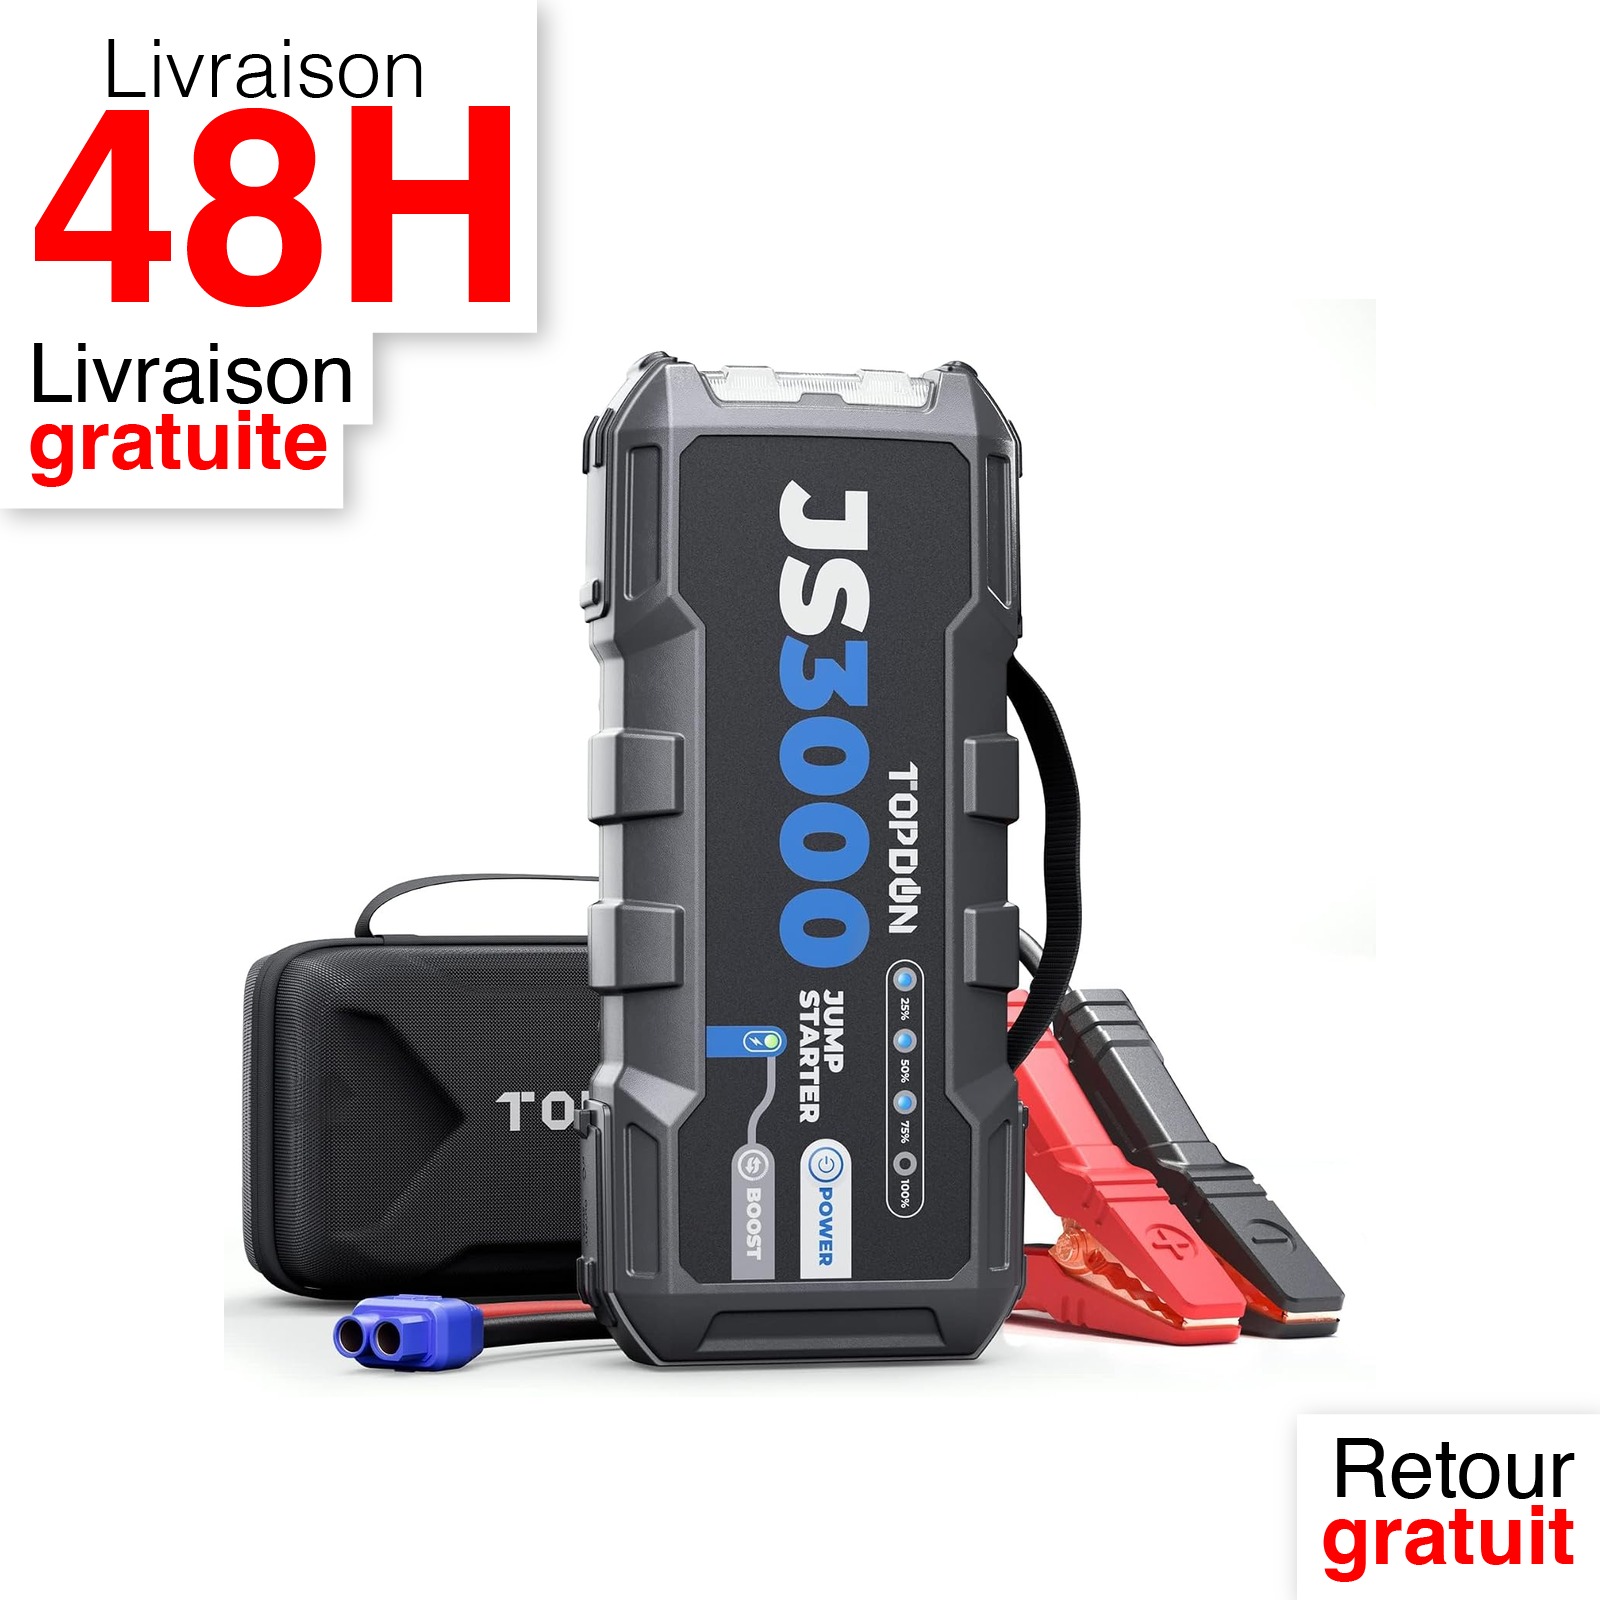 Livraison
48H
Livraison
gratuite
JS3000
TOPDON
JUMP
STARTER
25%
50%
75%
100%
POWER
BOOST
TO
Retour
gratuit